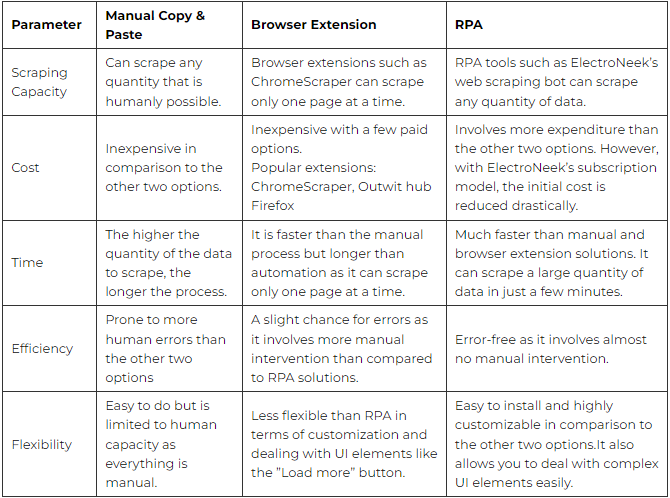 Parameter
Manual Copy &
Paste
Browser Extension
RPA
Scraping
Capacity
Can scrape any
quantity that is
humanly possible.
Browser extensions such as
ChromeScraper can scrape
only one page at a time.
RPA tools such as ElectroNeek's
web scraping bot can scrape
any quantity of data.
Cost
Inexpensive in
comparison to the
other two options.
Inexpensive with a few paid
options.
Popular extensions:
ChromeScraper, Outwit hub
Firefox
Involves more expenditure than
the other two options. However,
with ElectroNeek's subscription
model, the initial cost is
reduced drastically.
Time
The higher the
quantity of the data
to scrape, the
longer the process.
It is faster than the manual
process but longer than
automation as it can scrape
only one page at a time.
Much faster than manual and
browser extension solutions. It
can scrape a large quantity of
data in just a few minutes.
Efficiency
Prone to more
human errors than
the other two
options
A slight chance for errors as
it involves more manual
intervention than compared
to RPA solutions.
Error-free as it involves almost
no manual intervention.
Flexibility
Easy to do but is
limited to human
capacity as
everything is
manual.
Less flexible than RPA in
terms of customization and
dealing with UI elements like
the "Load more" button.
Easy to install and highly
customizable in comparison to
the other two options.It also
allows you to deal with complex
UI elements easily.